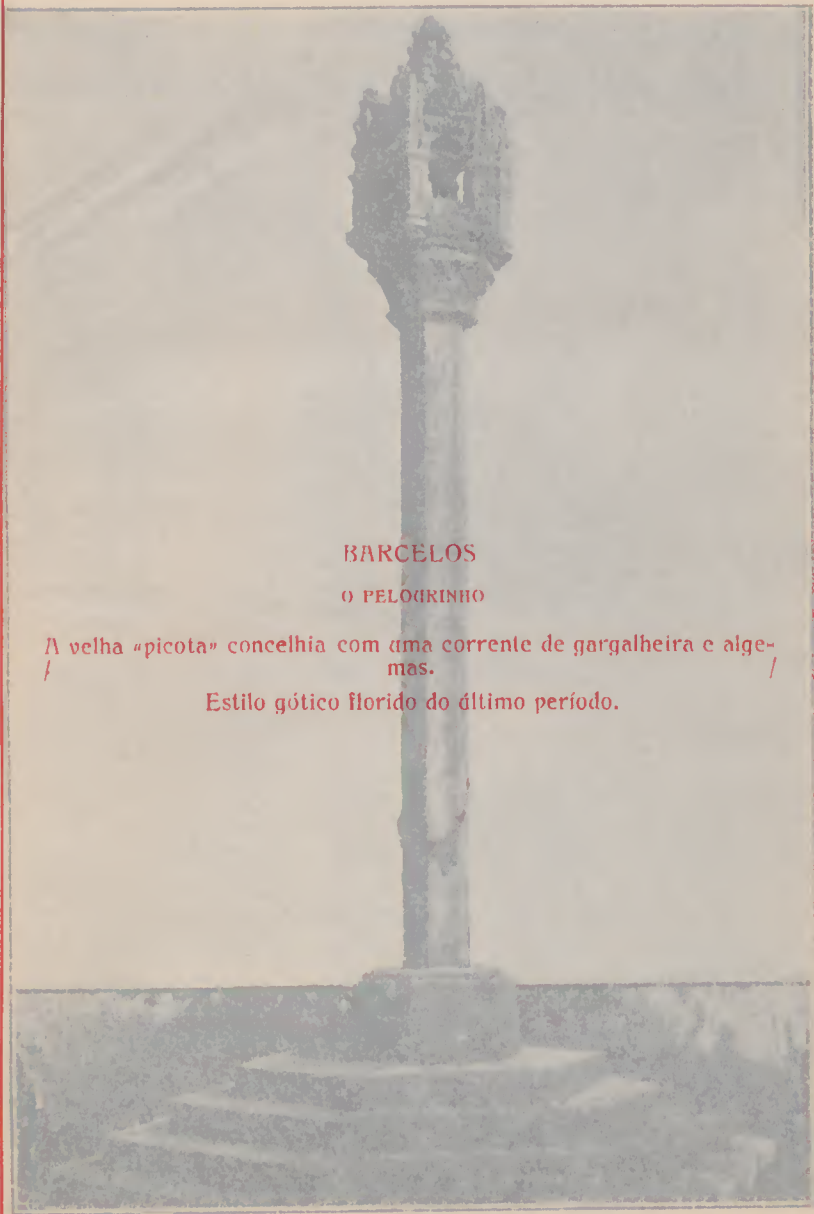 BARCELOS
O PELOURINHO
A velha «picota» concelhia com uma corrente de gargalheira e alge-
mas.
Estilo gótico florido do último período.